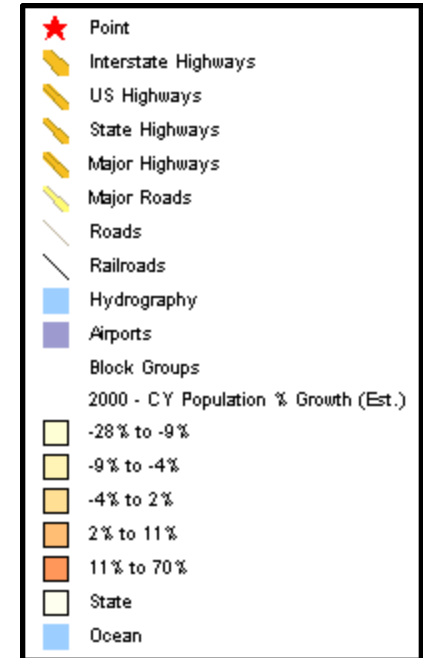 Point
Interstate Highways
US Highways
State Highways
Major Highways
Major Roads
Roads
Railroads
Hydrography
Airports
Block Groups
2000 - CY Population % Growth (Est.)
-28% to -9%
-9% to -4%
-4% to 2%
2% to 11%
11% to 70%
State
Ocean